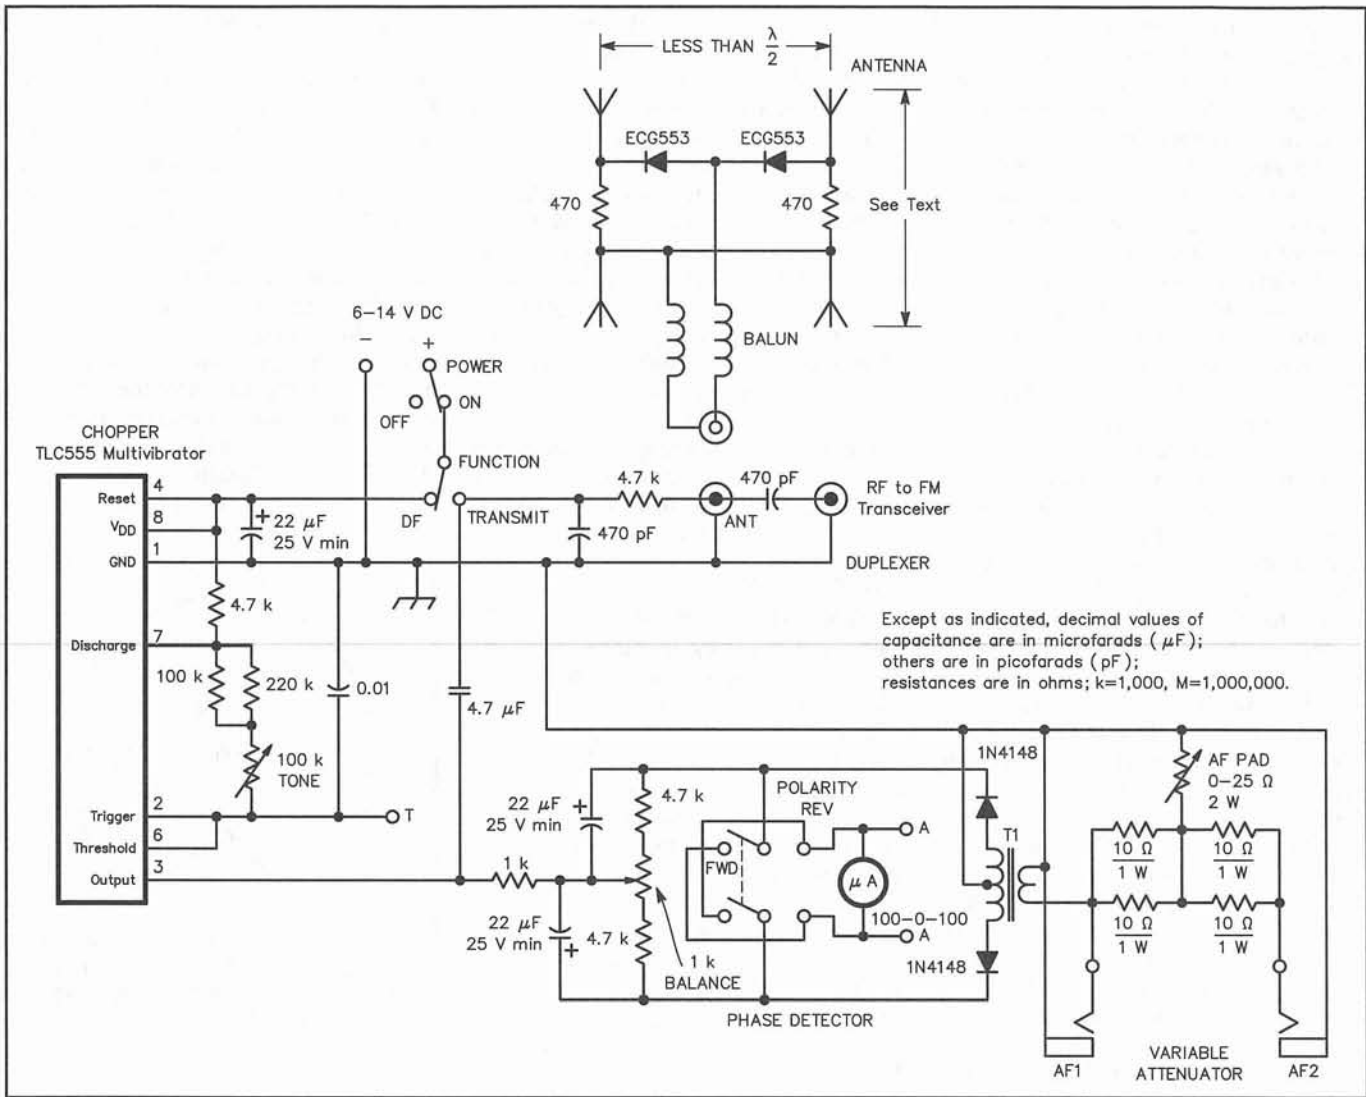 LESS THAN λ/2
ANTENNA
ECG553
ECG553
470
470
See Text
BALUN
6–14 V DC
–
+
POWER
ON
OFF
FUNCTION
CHOPPER
TLC555 Multivibrator
Reset
4
VDD
8
GND
1
Discharge
7
Trigger
2
Threshold
6
Output
3
+
22 μF
25 V min
DF
TRANSMIT
470 pF
4.7 k
ANT
470 pF
RF to FM
Transceiver
DUPLEXER
4.7 k
100 k
220 k
0.01
100 k
TONE
T
4.7 μF
Except as indicated, decimal values of
capacitance are in microfarads ( μF);
others are in picofarads ( pF);
resistances are in ohms; k=1,000, M=1,000,000.
1 k
22 μF
25 V min
+
22 μF
25 V min
+
4.7 k
4.7 k
1 k
BALANCE
POLARITY
REV
FWD
A
μ A
100–0–100
A
PHASE DETECTOR
1N4148
1N4148
T1
AF PAD
0–25 Ω
2 W
10 Ω
1 W
10 Ω
1 W
10 Ω
1 W
10 Ω
1 W
AF1
VARIABLE
ATTENUATOR
AF2